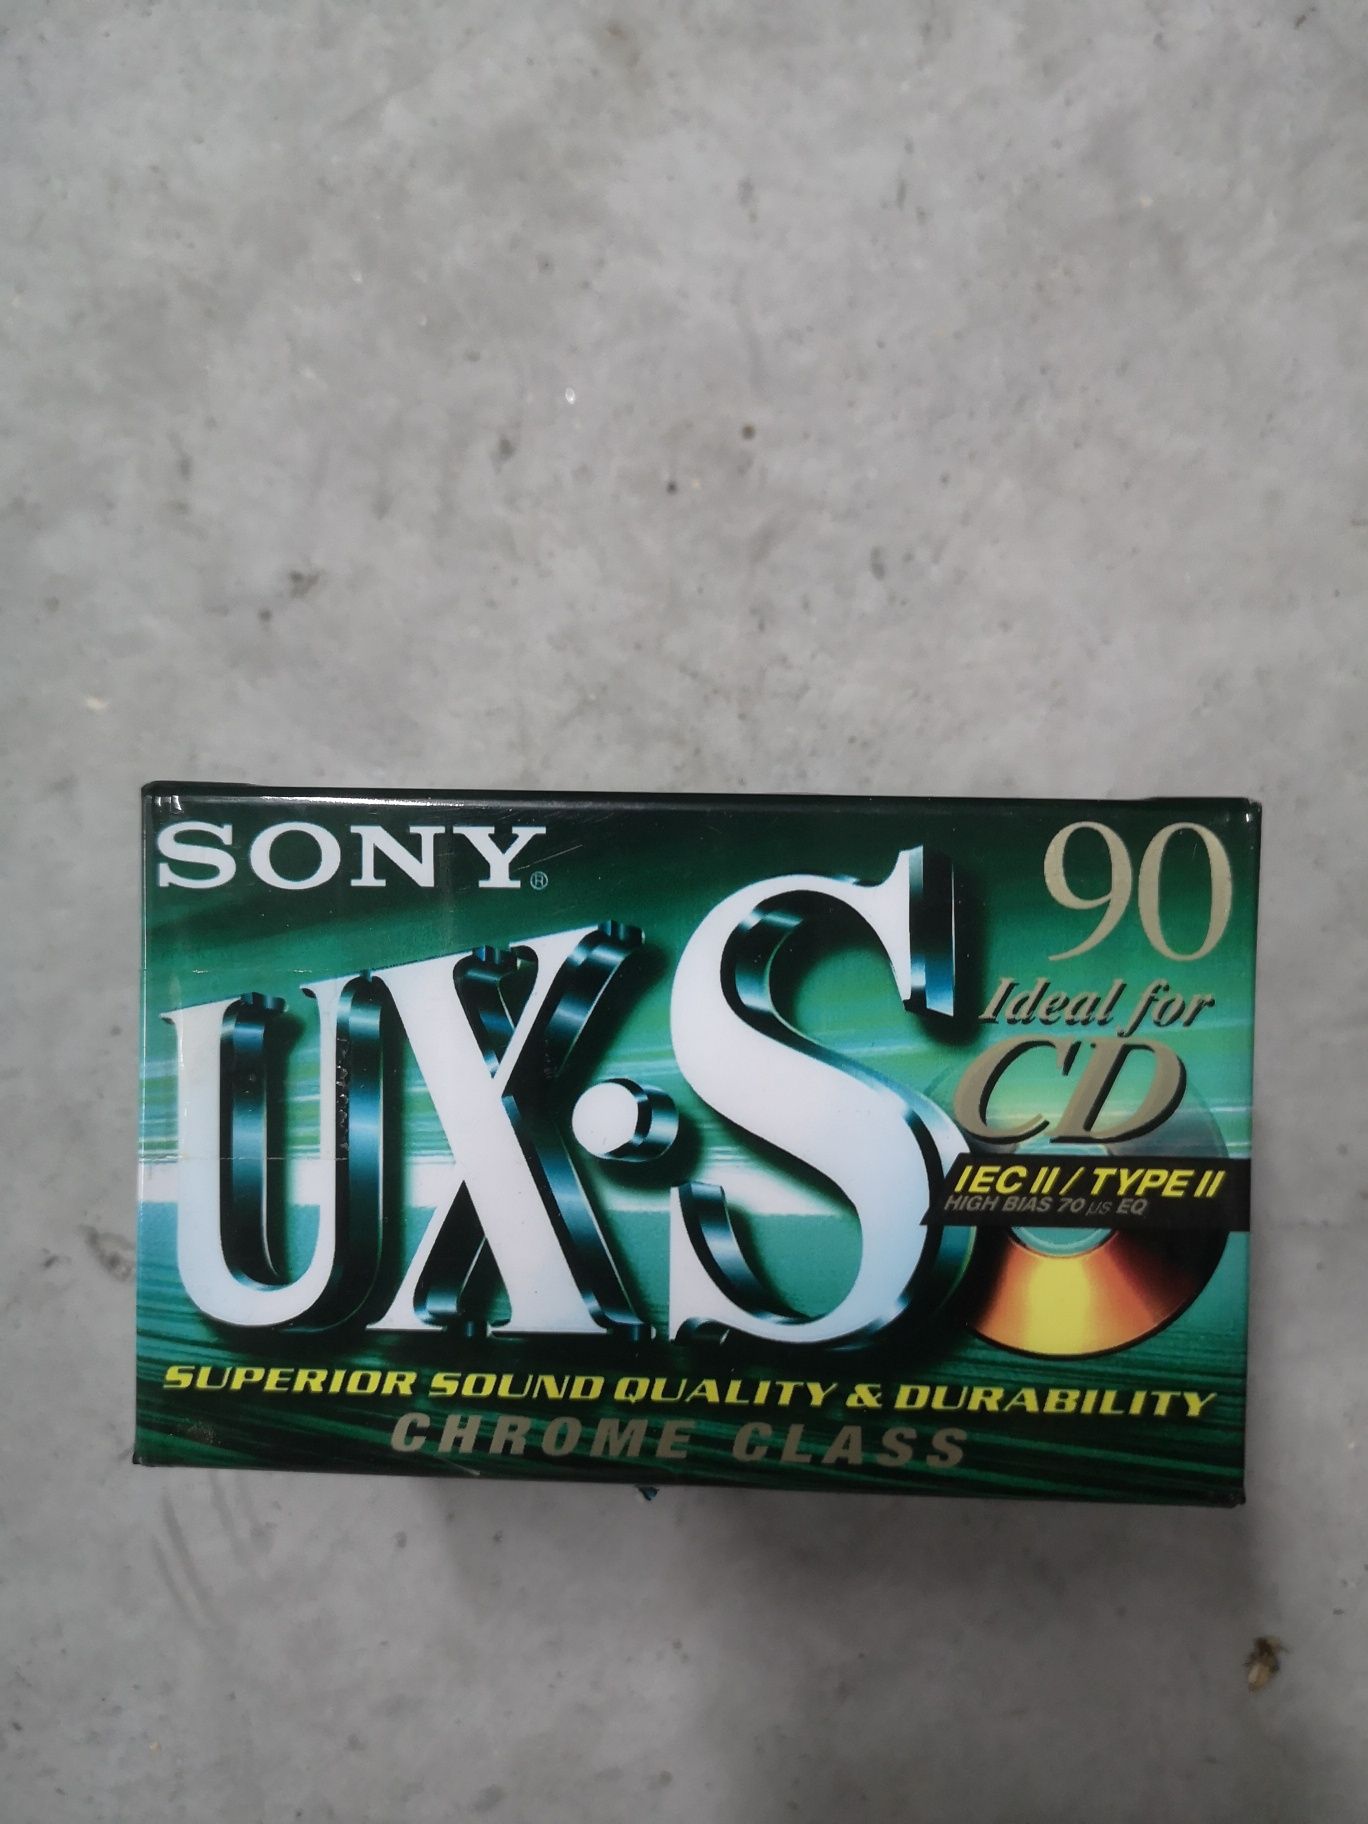 SONY®
90
UX·S
Ideal for
CD
IEC II / TYPE II
HIGH BIAS 70 μs EQ
SUPERIOR SOUND QUALITY & DURABILITY
CHROME CLASS